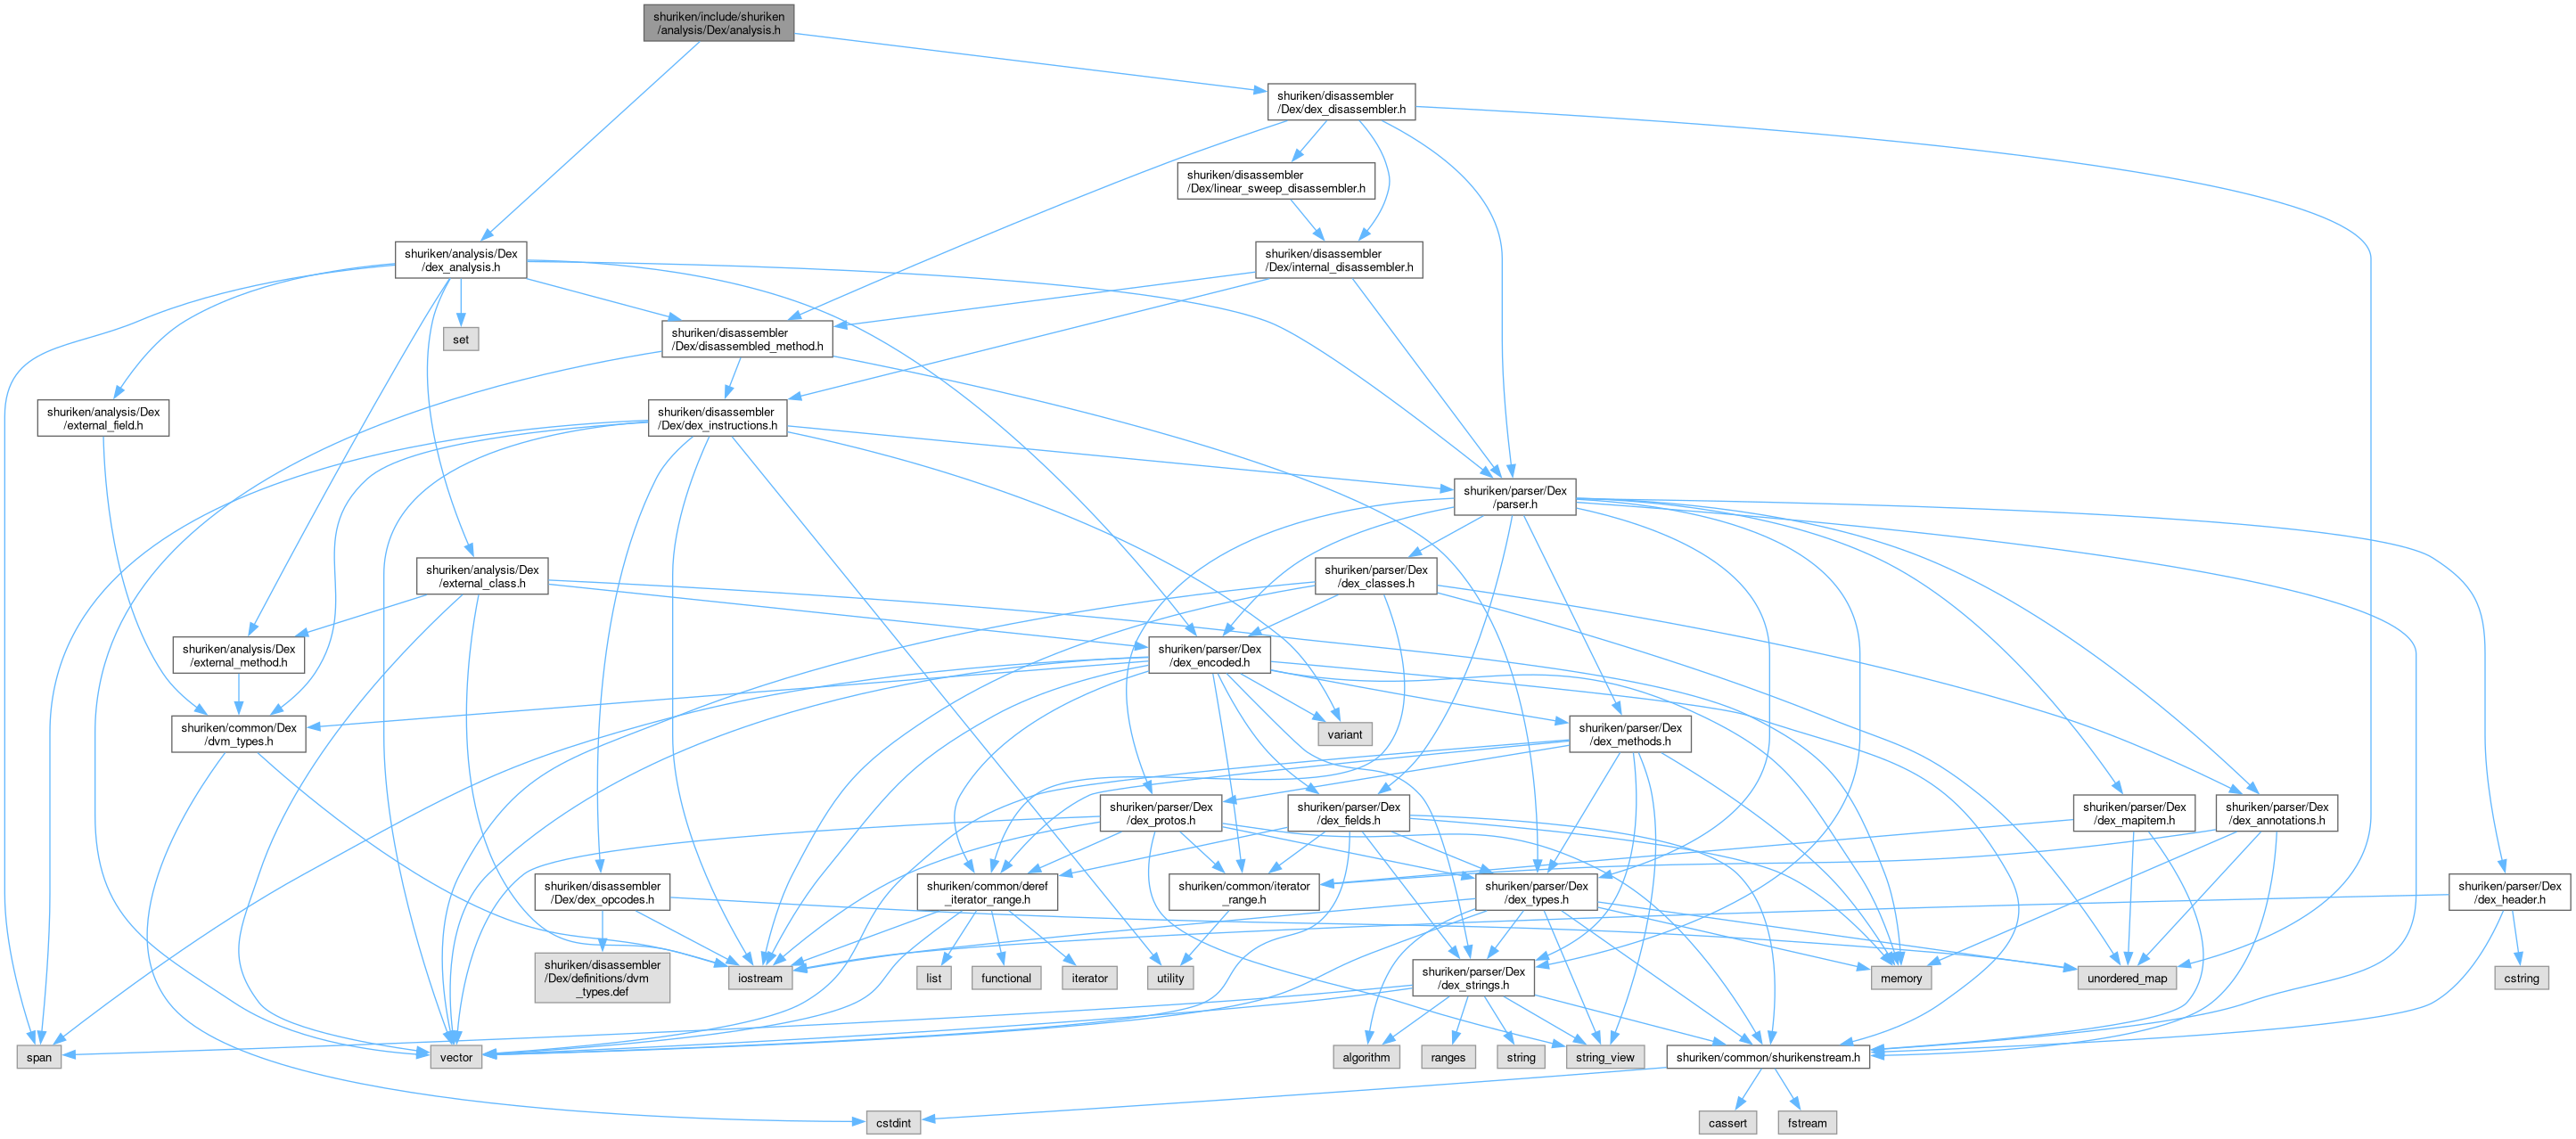 shuriken/include/shuriken
/analysis/Dex/analysis.h
shuriken/disassembler
/Dex/dex_disassembler.h
shuriken/disassembler
/Dex/linear_sweep_disassembler.h
shuriken/analysis/Dex
/dex_analysis.h
shuriken/disassembler
/Dex/internal_disassembler.h
set
shuriken/disassembler
/Dex/disassembled_method.h
shuriken/analysis/Dex
/external_field.h
shuriken/disassembler
/Dex/dex_instructions.h
shuriken/parser/Dex
/parser.h
shuriken/analysis/Dex
/external_class.h
shuriken/parser/Dex
/dex_classes.h
shuriken/analysis/Dex
/external_method.h
shuriken/parser/Dex
/dex_encoded.h
shuriken/common/Dex
/dvm_types.h
variant
shuriken/parser/Dex
/dex_methods.h
shuriken/parser/Dex
/dex_protos.h
shuriken/parser/Dex
/dex_fields.h
shuriken/parser/Dex
/dex_mapitem.h
shuriken/parser/Dex
/dex_annotations.h
shuriken/disassembler
/Dex/dex_opcodes.h
shuriken/common/deref
_iterator_range.h
shuriken/common/iterator
_range.h
shuriken/parser/Dex
/dex_types.h
shuriken/parser/Dex
/dex_header.h
shuriken/disassembler
/Dex/definitions/dvm
_types.def
iostream
list
functional
iterator
utility
shuriken/parser/Dex
/dex_strings.h
memory
unordered_map
cstring
span
vector
algorithm
ranges
string
string_view
shuriken/common/shurikenstream.h
cstdint
cassert
fstream